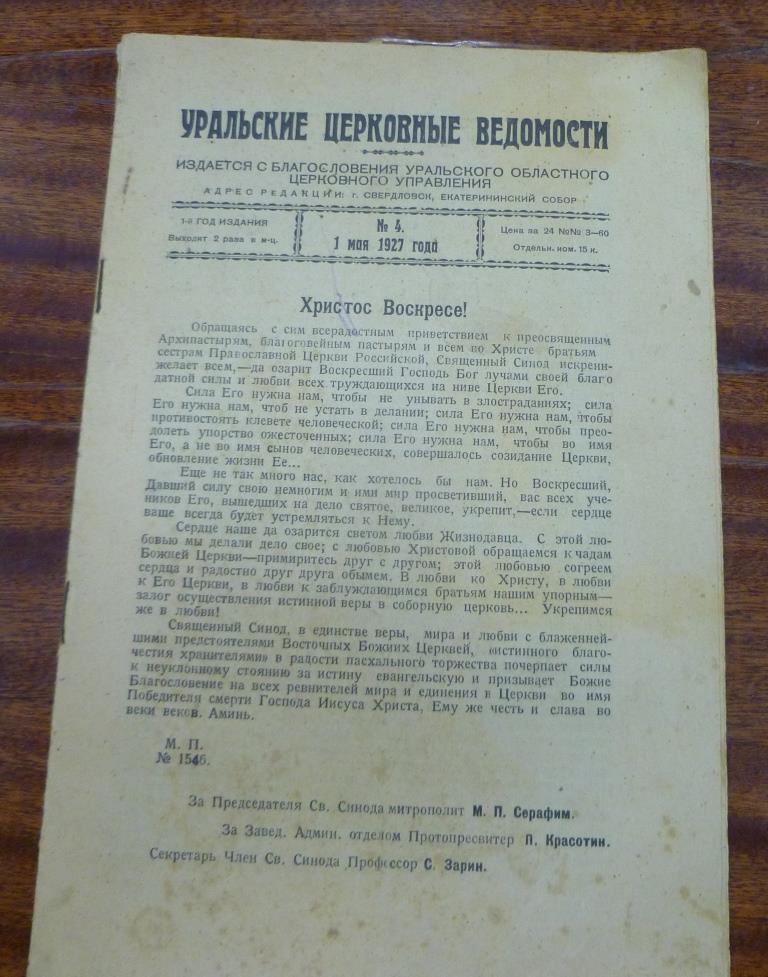 УРАЛЬСКИЕ ЦЕРКОВНЫЕ ВЕДОМОСТИ
ИЗДАЕТСЯ С БЛАГОСЛОВЕНИЯ УРАЛЬСКОГО ОБЛАСТНОГО
ЦЕРКОВНОГО УПРАВЛЕНИЯ
АДРЕС РЕДАКЦИИ: г. СВЕРДЛОВСК, ЕКАТЕРИНИНСКИЙ СОБОР
1-й ГОД ИЗДАНИЯ
Выходит 2 раза в м-ц.
№ 4.
1 мая 1927 года
Цена за 24 №№ 3—60
Отдельн. ном. 15 к.
Христос Воскресе!
Обращаясь с сим всерадостным приветствием к преосвященным
Архипастырям, благоговейным пастырям и всем во Христе братьям
сестрам Православной Церкви Российской, Священный Синод искренн-
желает всем,—да озарит Воскресший Господь Бог лучами своей благо
датной силы и любви всех труждающихся на ниве Церкви Его.
Сила Его нужна нам, чтобы не унывать в злостраданиях; сила
Его нужна нам, чтоб не устать в делании; сила Его нужна нам, чтобы
противостоять клевете человеческой; сила Его нужна нам, чтобы прео-
долеть упорство ожесточенных; сила Его нужна нам, чтобы во имя
Его, а не во имя сынов человеческих, совершалось созидание Церкви,
обновление жизни Ее...
Еще не так много нас, как хотелось бы нам. Но Воскресший,
Давший силу свою немногим и ими мир просветивший, вас всех уче-
ников Его, вышедших на дело святое, великое, укрепит,—если сердце
ваше всегда будет устремляться к Нему.
Сердце наше да озарится светом любви Жизнодавца. С этой лю-
бовью мы делали дело свое; с любовью Христовой обращаемся к чадам
Божией Церкви—примиритесь друг с другом; этой любовью согреем
сердца и радостно друг друга обымем. В любви ко Христу, в любви
к Его Церкви, в любви к заблуждающимся братьям нашим упорным—
залог осуществления истинной веры в соборную церковь... Укрепимся
же в любви!
Священный Синод, в единстве веры, мира и любви с блаженней-
шими предстоятелями Восточных Божиих Церквей, «истинного благо-
честия хранителями» в радости пасхального торжества почерпает силы
к неуклонному стоянию за истину евангельскую и призывает Божие
Благословение на всех ревнителей мира и единения в Церкви во имя
Победителя смерти Господа Иисуса Христа, Ему же честь и слава во
веки веков. Аминь.
М. П.
№ 1546.
За Председателя Св. Синода митрополит М. П. Серафим.
За Завед. Админ. отделом Протопресвитер П. Красотин.
Секретарь Член Св. Синода Профессор С. Зарин.